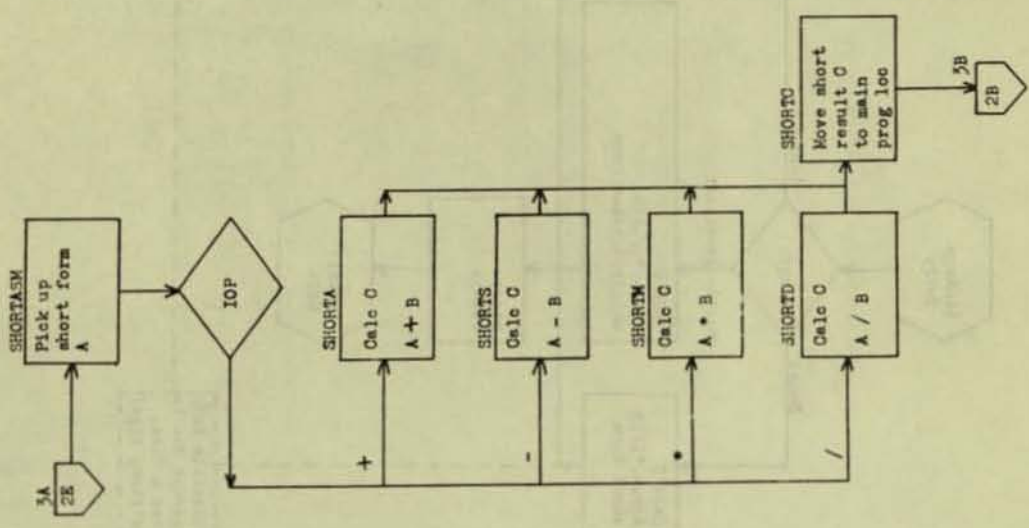 3A
2E
SHORTASM
Pick up
short form
A
IOP
+
SHORTA
Calc C
A + B
-
SHORTS
Calc C
A - B
*
SHORTM
Calc C
A * B
/
SHORTD
Calc C
A / B
SHORTC
Move short
result C
to main
prog loc
3B
2B